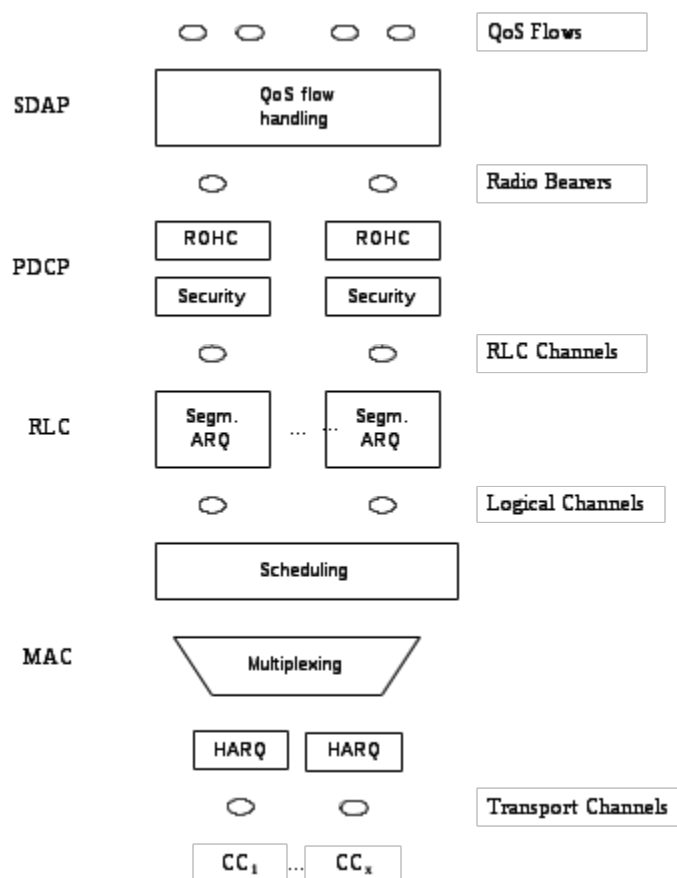 QoS Flows
SDAP
QoS flow
handling
Radio Bearers
ROHC ROHC
PDCP
Security Security
RLC Channels
RLC
Segm.
ARQ
... ...
Segm.
ARQ
Logical Channels
Scheduling
MAC
Multiplexing
HARQ HARQ
Transport Channels
CC₁ ... CCₓ